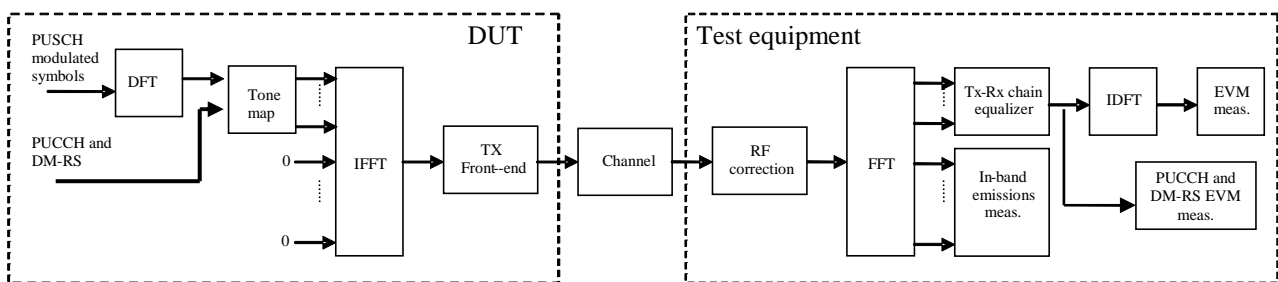 DUT
Test equipment
PUSCH
modulated
symbols
DFT
Tone
map
PUCCH and
DM-RS
0
0
IFFT
TX
Front--end
Channel
RF
correction
FFT
Tx-Rx chain
equalizer
IDFT
EVM
meas.
In-band
emissions
meas.
PUCCH and
DM-RS EVM
meas.